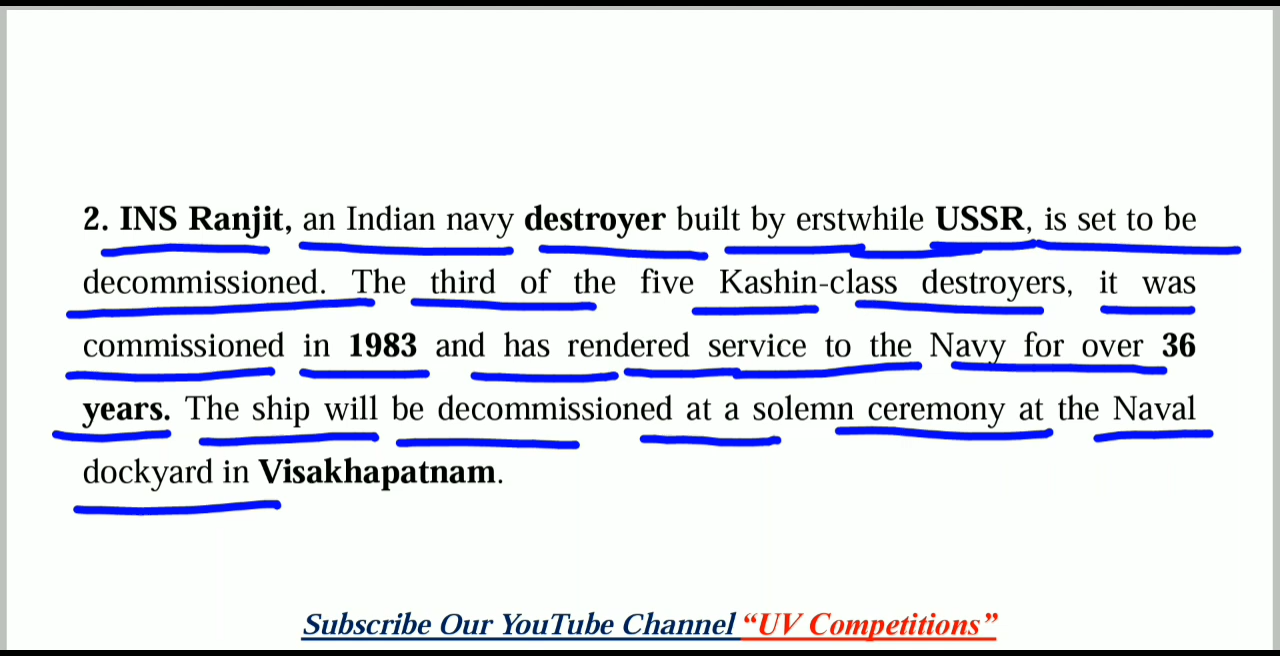 2. INS Ranjit, an Indian navy destroyer built by erstwhile USSR, is set to be
decommissioned. The third of the five Kashin-class destroyers, it was
commissioned in 1983 and has rendered service to the Navy for over 36
years. The ship will be decommissioned at a solemn ceremony at the Naval
dockyard in Visakhapatnam.
Subscribe Our YouTube Channel “UV Competitions”